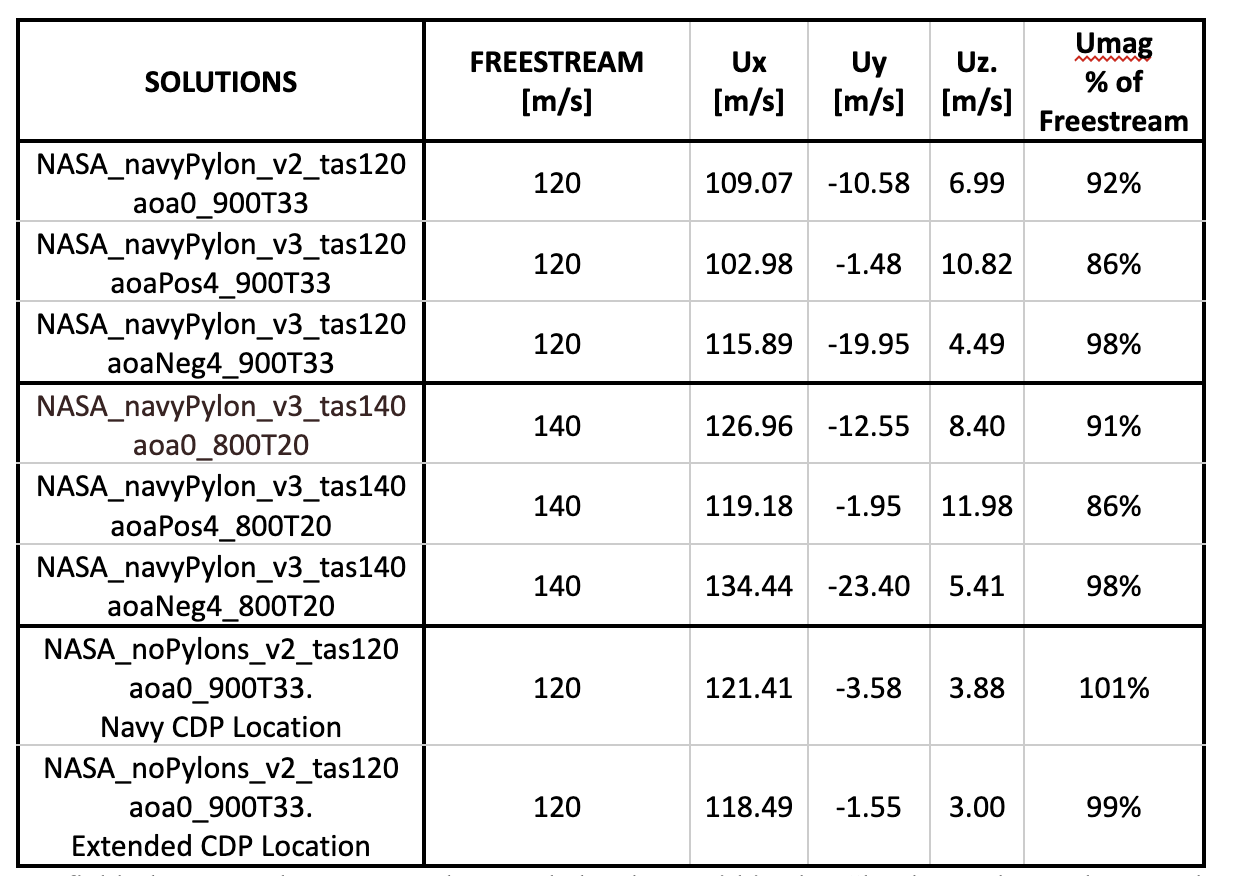 SOLUTIONS
FREESTREAM
[m/s]
Ux
[m/s]
Uy
[m/s]
Uz.
[m/s]
Umag
% of
Freestream
NASA_navyPylon_v2_tas120
aoa0_900T33
120
109.07
-10.58
6.99
92%
NASA_navyPylon_v3_tas120
aoaPos4_900T33
120
102.98
-1.48
10.82
86%
NASA_navyPylon_v3_tas120
aoaNeg4_900T33
120
115.89
-19.95
4.49
98%
NASA_navyPylon_v3_tas140
aoa0_800T20
140
126.96
-12.55
8.40
91%
NASA_navyPylon_v3_tas140
aoaPos4_800T20
140
119.18
-1.95
11.98
86%
NASA_navyPylon_v3_tas140
aoaNeg4_800T20
140
134.44
-23.40
5.41
98%
NASA_noPylons_v2_tas120
aoa0_900T33.
Navy CDP Location
120
121.41
-3.58
3.88
101%
NASA_noPylons_v2_tas120
aoa0_900T33.
Extended CDP Location
120
118.49
-1.55
3.00
99%